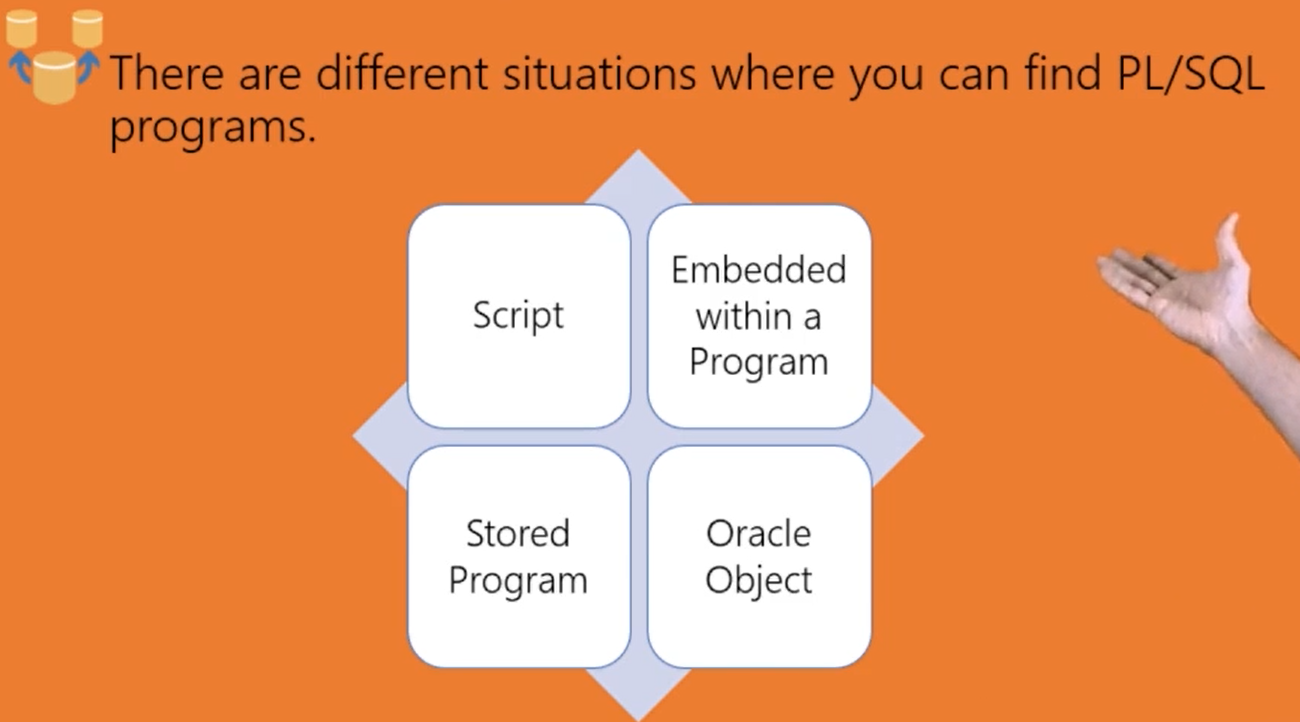 There are different situations where you can find PL/SQL
programs.
Script
Embedded
within a
Program
Stored
Program
Oracle
Object